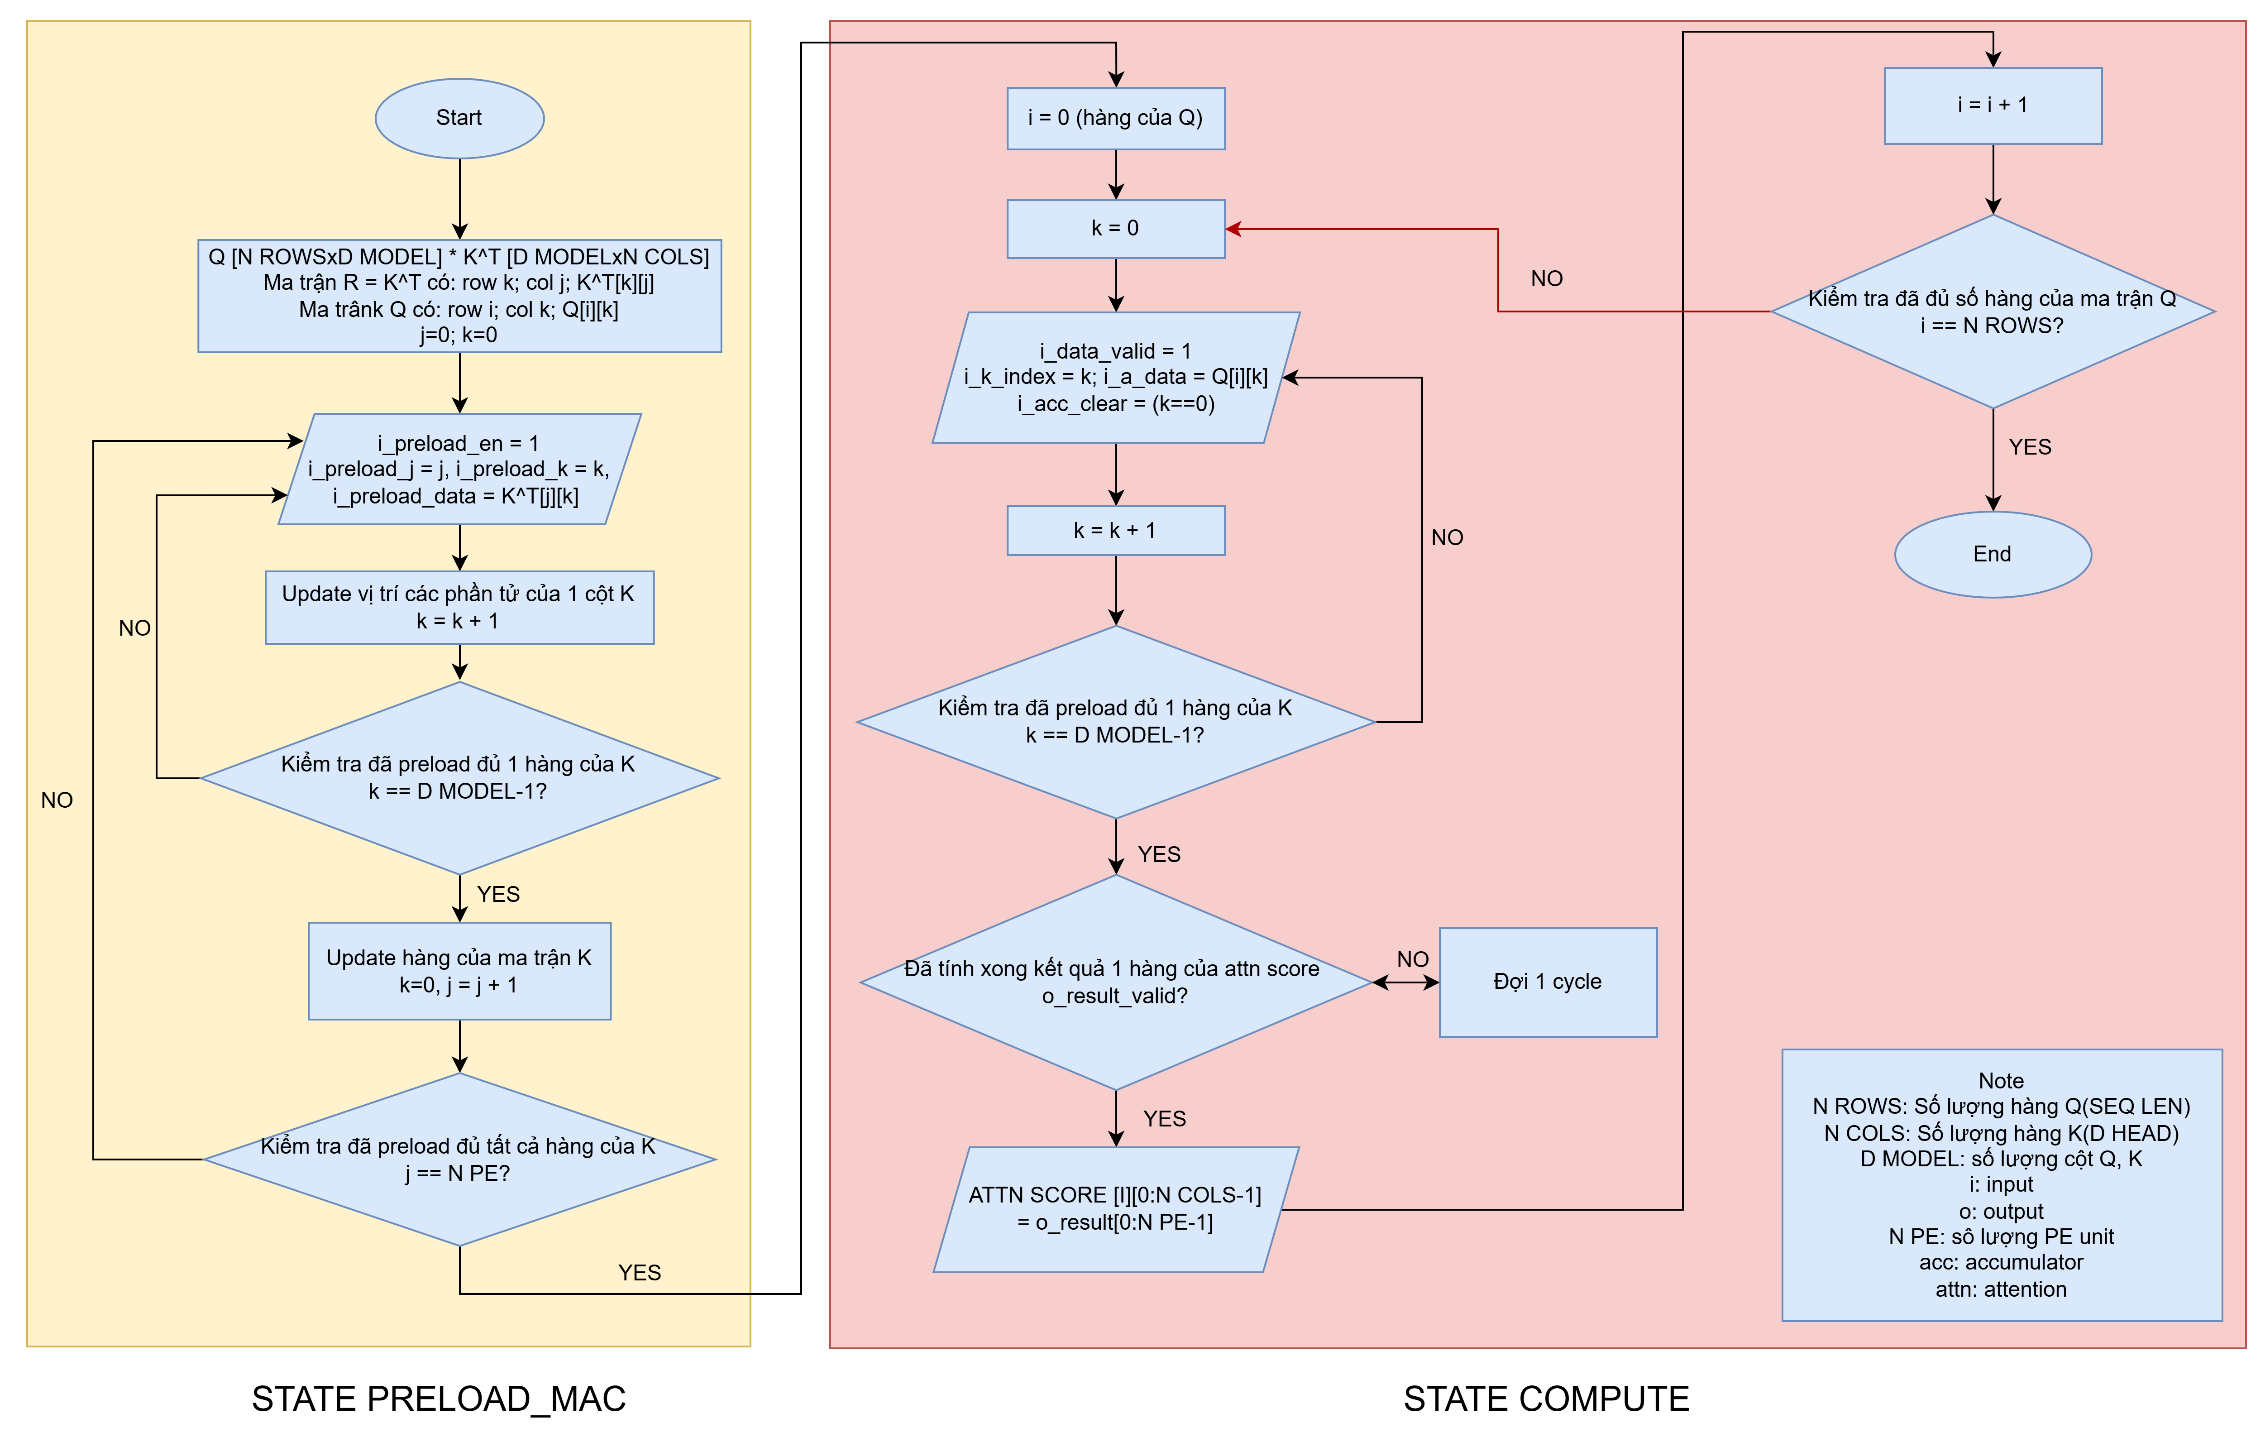 Start
Q [N ROWSxD MODEL] * K^T [D MODELxN COLS]
Ma trận R = K^T có: row k; col j; K^T[k][j]
Ma trânk Q có: row i; col k; Q[i][k]
j=0; k=0
i_preload_en = 1
i_preload_j = j, i_preload_k = k,
i_preload_data = K^T[j][k]
Update vị trí các phần tử của 1 cột K
k = k + 1
NO
Kiểm tra đã preload đủ 1 hàng của K
k == D MODEL-1?
NO
YES
Update hàng của ma trận K
k=0, j = j + 1
Kiểm tra đã preload đủ tất cả hàng của K
j == N PE?
YES
STATE PRELOAD_MAC
i = 0 (hàng của Q)
k = 0
i_data_valid = 1
i_k_index = k; i_a_data = Q[i][k]
i_acc_clear = (k==0)
k = k + 1
NO
Kiểm tra đã preload đủ 1 hàng của K
k == D MODEL-1?
YES
Đã tính xong kết quả 1 hàng của attn score
o_result_valid?
NO
Đợi 1 cycle
YES
ATTN SCORE [I][0:N COLS-1]
= o_result[0:N PE-1]
i = i + 1
Kiểm tra đã đủ số hàng của ma trận Q
i == N ROWS?
NO
YES
End
Note
N ROWS: Số lượng hàng Q(SEQ LEN)
N COLS: Số lượng hàng K(D HEAD)
D MODEL: số lượng cột Q, K
i: input
o: output
N PE: sô lượng PE unit
acc: accumulator
attn: attention
STATE COMPUTE